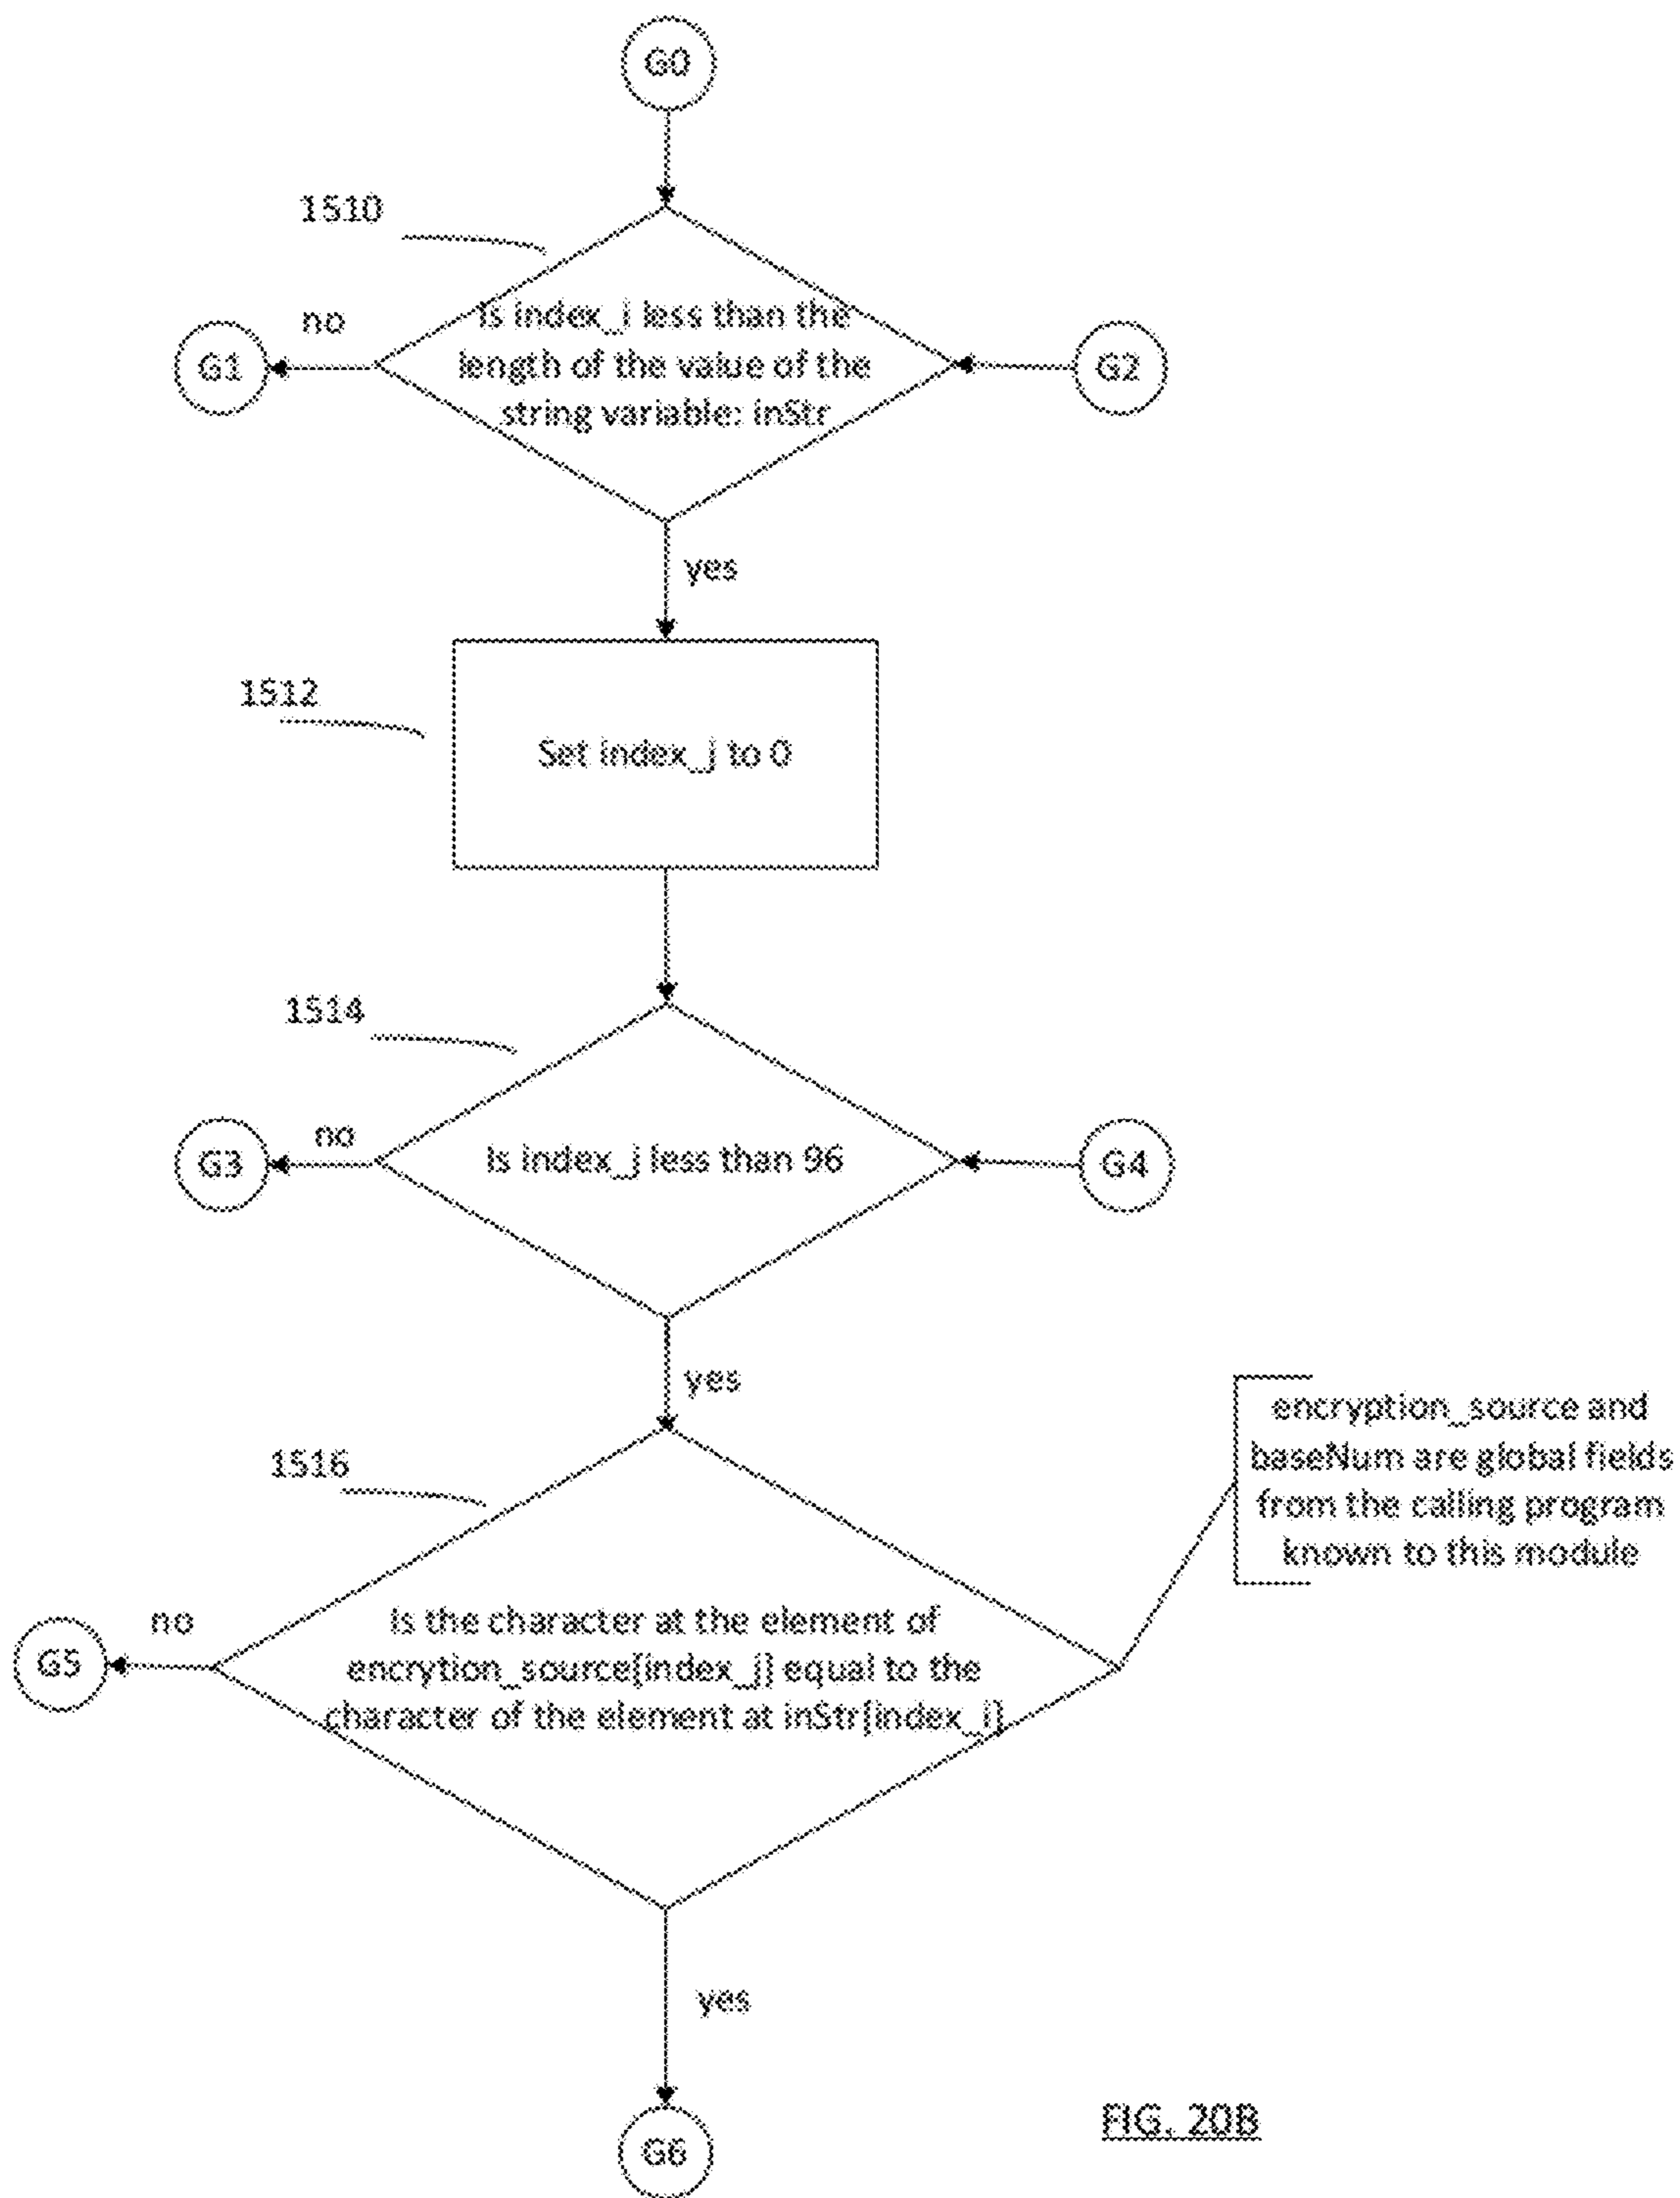 G0
1510
Is index_i less than the
length of the value of the
string variable: inStr
no
G1
G2
yes
1512
Set index_j to 0
1514
Is index_j less than 96
no
G3
G4
yes
1516
encryption_source and
baseNum are global fields
from the calling program
known to this module
Is the character at the element of
encrytion_source[index_j] equal to the
character of the element at inStr[index_i]
no
G5
yes
G6
FIG. 20B